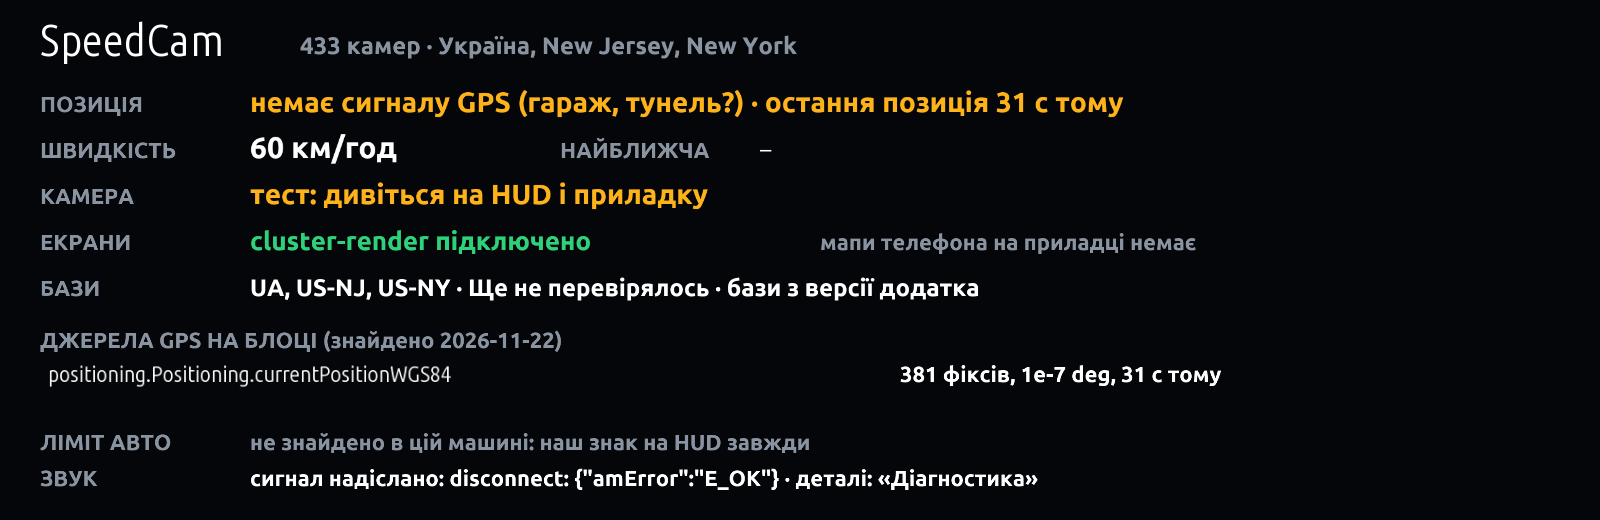 SpeedCam 433 камер · Україна, New Jersey, New York
ПОЗИЦІЯ немає сигналу GPS (гараж, тунель?) · остання позиція 31 с тому
ШВИДКІСТЬ 60 км/год НАЙБЛИЖЧА –
КАМЕРА тест: дивіться на HUD і приладку
ЕКРАНИ cluster-render підключено мапи телефона на приладці немає
БАЗИ UA, US-NJ, US-NY · Ще не перевірялось · бази з версії додатка
ДЖЕРЕЛА GPS НА БЛОЦІ (знайдено 2026-11-22)
positioning.Positioning.currentPositionWGS84 381 фіксів, 1e-7 deg, 31 с тому
ЛІМІТ АВТО не знайдено в цій машині: наш знак на HUD завжди
ЗВУК сигнал надіслано: disconnect: {"amError":"E_OK"} · деталі: «Діагностика»